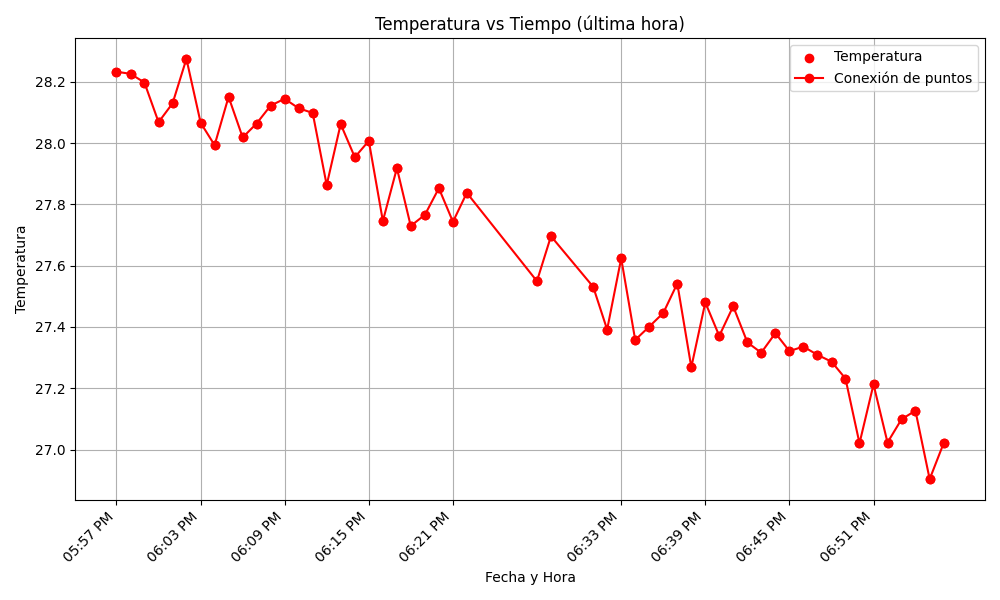 Temperatura vs Tiempo (última hora)
Temperatura
Conexión de puntos
Temperatura
28.2
28.0
27.8
27.6
27.4
27.2
27.0
05:57 PM
06:03 PM
06:09 PM
06:15 PM
06:21 PM
06:33 PM
06:39 PM
06:45 PM
06:51 PM
Fecha y Hora